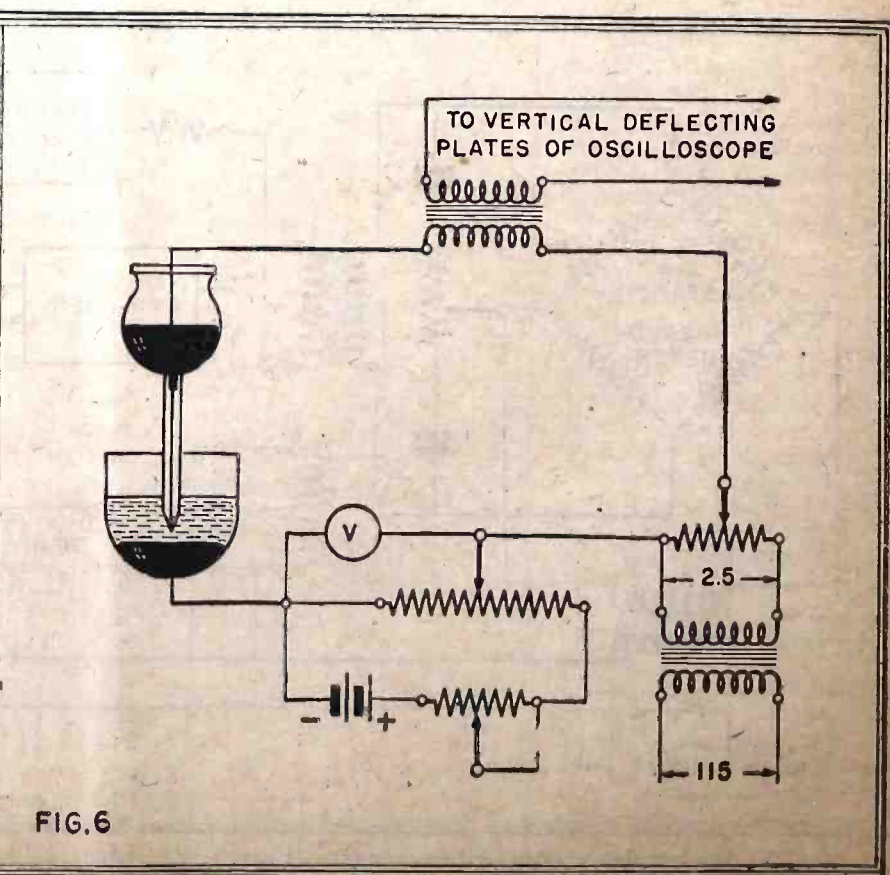 TO VERTICAL DEFLECTING
PLATES OF OSCILLOSCOPE
V
2.5
- +
115
FIG.6